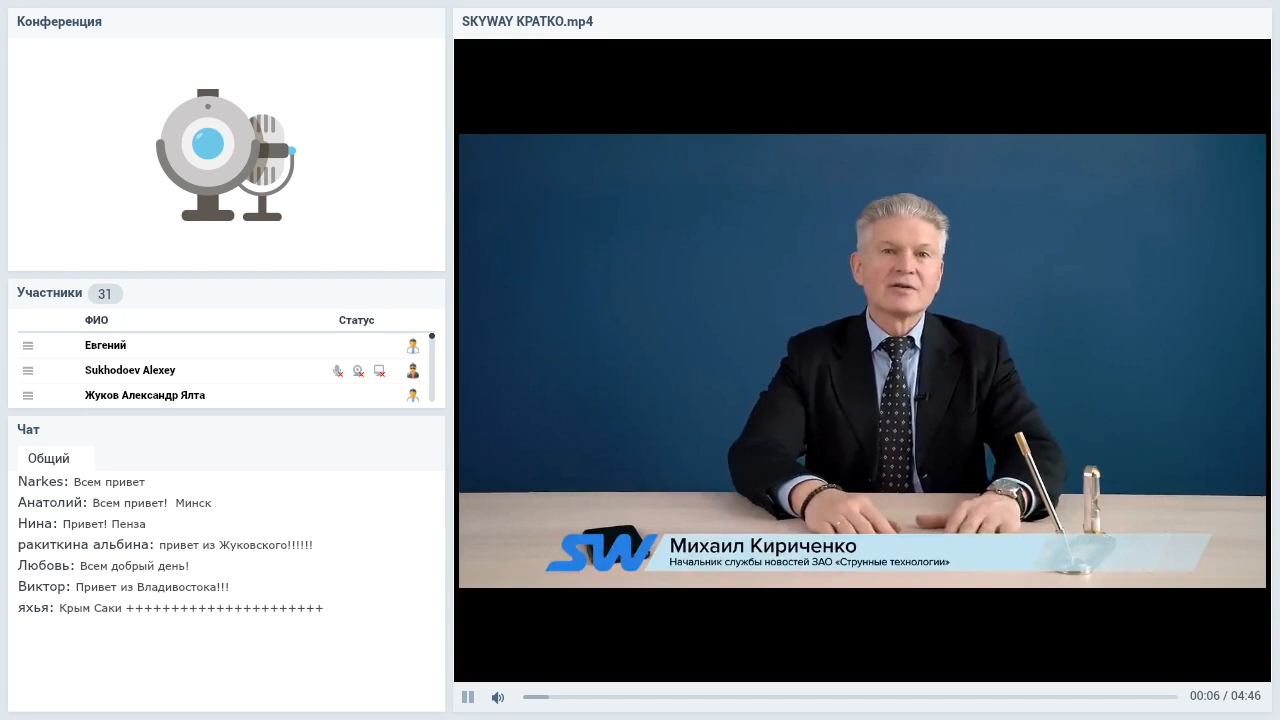 Конференция
Участники 31
ФИО Статус
Евгений
Sukhodoev Alexey
Жуков Александр Ялта
Чат
Общий
Narkes: Всем привет
Анатолий: Всем привет!  Минск
Нина: Привет! Пенза
ракиткина альбина: привет из Жуковского!!!!!!
Любовь: Всем добрый день!
Виктор: Привет из Владивостока!!!
яхья: Крым Саки ++++++++++++++++++++++
SKYWAY КРАТКО.mp4
SW
Михаил Кириченко
Начальник службы новостей ЗАО «Струнные технологии»
00:06 / 04:46